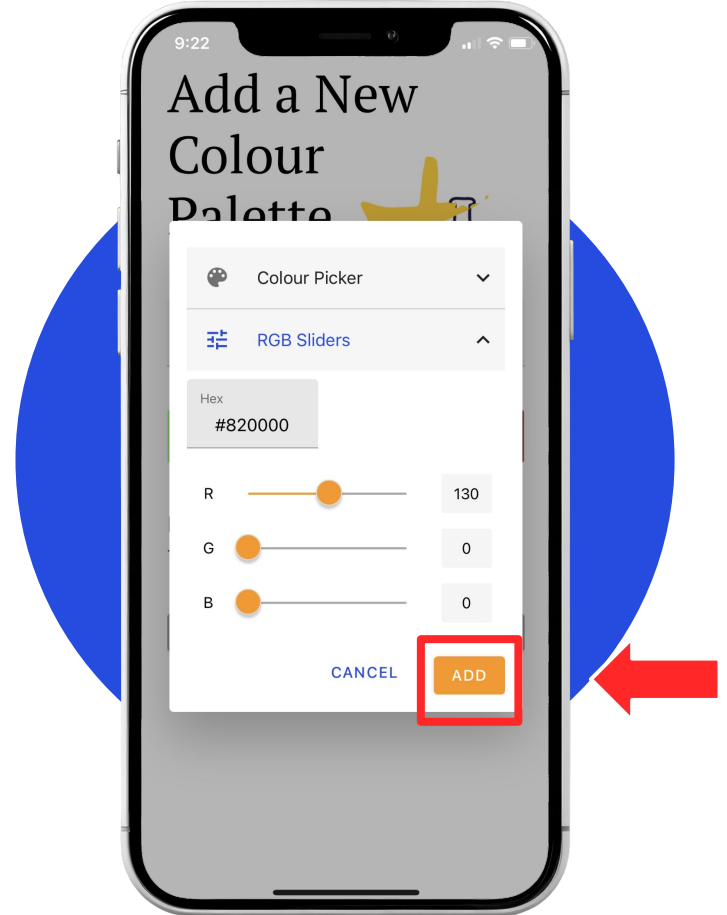 9:22
Add a New
Colour
Palette
Colour Picker
RGB Sliders
Hex
#820000
R 130
G 0
B 0
CANCEL ADD